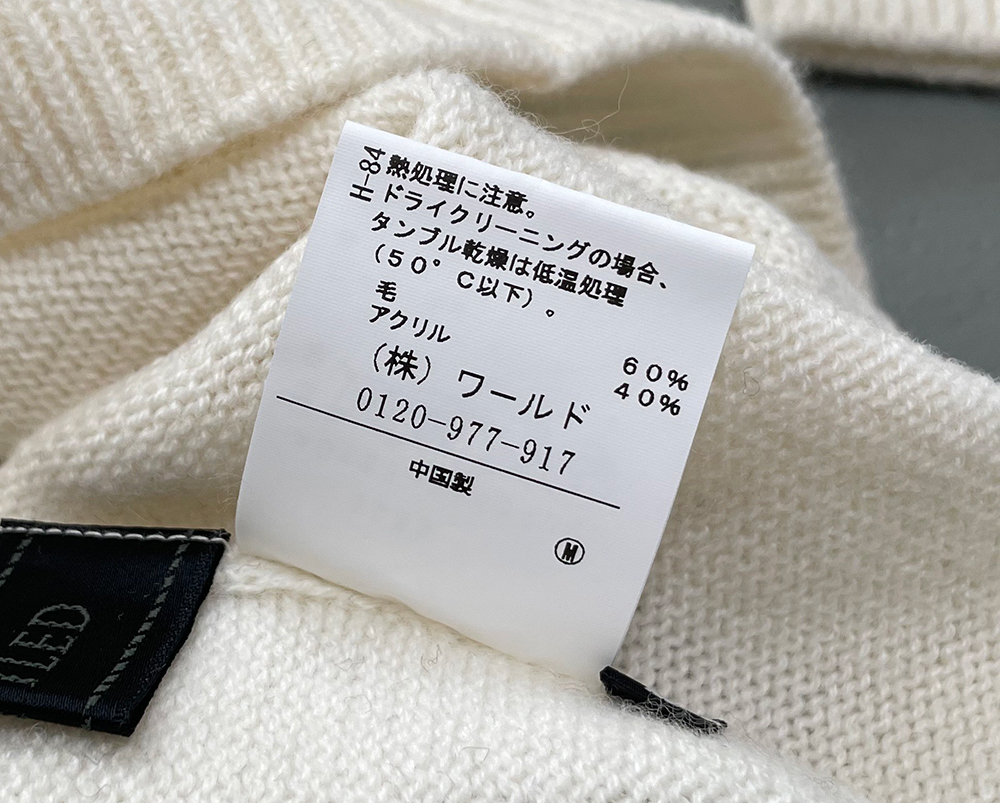 H-84
熱処理に注意。
ドライクリーニングの場合、
タンブル乾燥は低温処理
(50°C以下)。
毛 60%
アクリル 40%
(株) ワールド
0120-977-917
中国製
M